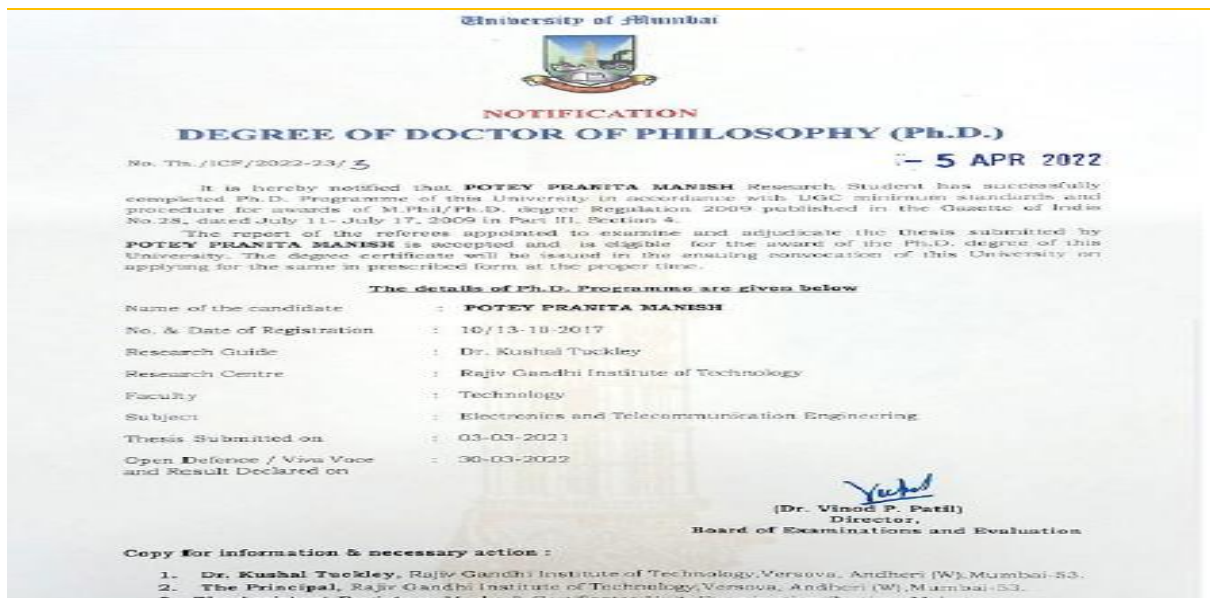 University of Mumbai
NOTIFICATION
DEGREE OF DOCTOR OF PHILOSOPHY (Ph.D.)
No. Th./ICF/2022-23/3
- 5 APR 2022
It is hereby notified that POTEY PRANITA MANISH Research Student has successfully
completed Ph.D. Programme of this University in accordance with UGC minimum standards and
procedure for awards of M.Phil/Ph.D. degree Regulation 2009 published in the Gazette of India
No.28, dated July 11- July 17, 2009 in Part III, Section 4.
The report of the referees appointed to examine and adjudicate the thesis submitted by
POTEY PRANITA MANISH is accepted and is eligible for the award of the Ph.D. degree of this
University. The degree certificate will be issued in the ensuing convocation of this University on
applying for the same in prescribed form at the proper time.
The details of Ph.D. Programme are given below
Name of the candidate : POTEY PRANITA MANISH
No. & Date of Registration : 10/13-10-2017
Research Guide : Dr. Kushal Tuckley
Research Centre : Rajiv Gandhi Institute of Technology
Faculty : Technology
Subject : Electronics and Telecommunication Engineering
Thesis Submitted on : 03-03-2021
Open Defence / Viva Voce : 30-03-2022
and Result Declared on
(Dr. Vinod P. Patil)
Director,
Board of Examinations and Evaluation
Copy for information & necessary action :
1. Dr. Kushal Tuckley, Rajiv Gandhi Institute of Technology,Versova, Andheri (W),Mumbai-53.
2. The Principal, Rajiv Gandhi Institute of Technology,Versova, Andheri (W),Mumbai-53.